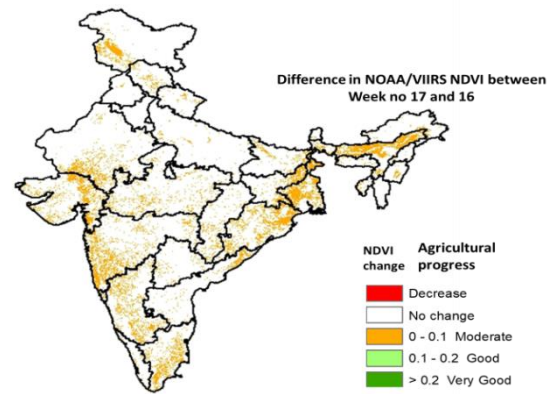 Difference in NOAA/VIIRS NDVI between
Week no 17 and 16
NDVI change
Agricultural progress
Decrease
No change
0 - 0.1 Moderate
0.1 - 0.2 Good
> 0.2 Very Good